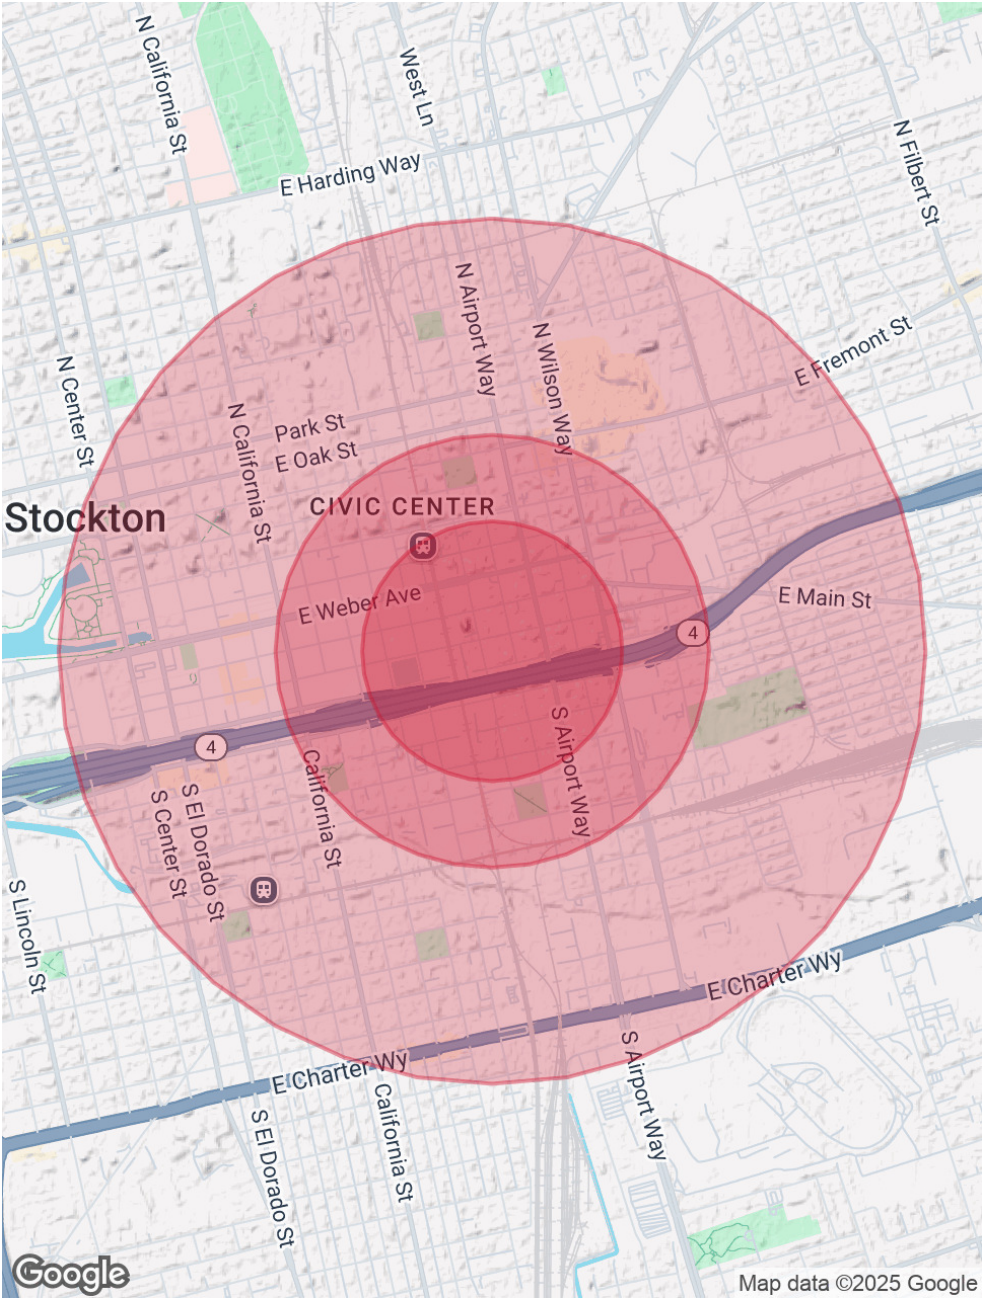 N California St
West Ln
N Filbert St
E Harding Way
N Airport Way
N Wilson Way
E Fremont St
N Center St
N California St
Park St
E Oak St
CIVIC CENTER
Stockton
E Weber Ave
E Main St
4
4
S Airport Way
California St
S Center St
S El Dorado St
S Lincoln St
E Charter Wy
E Charter Wy
S Airport Way
California St
S El Dorado St
Google
Map data ©2025 Google